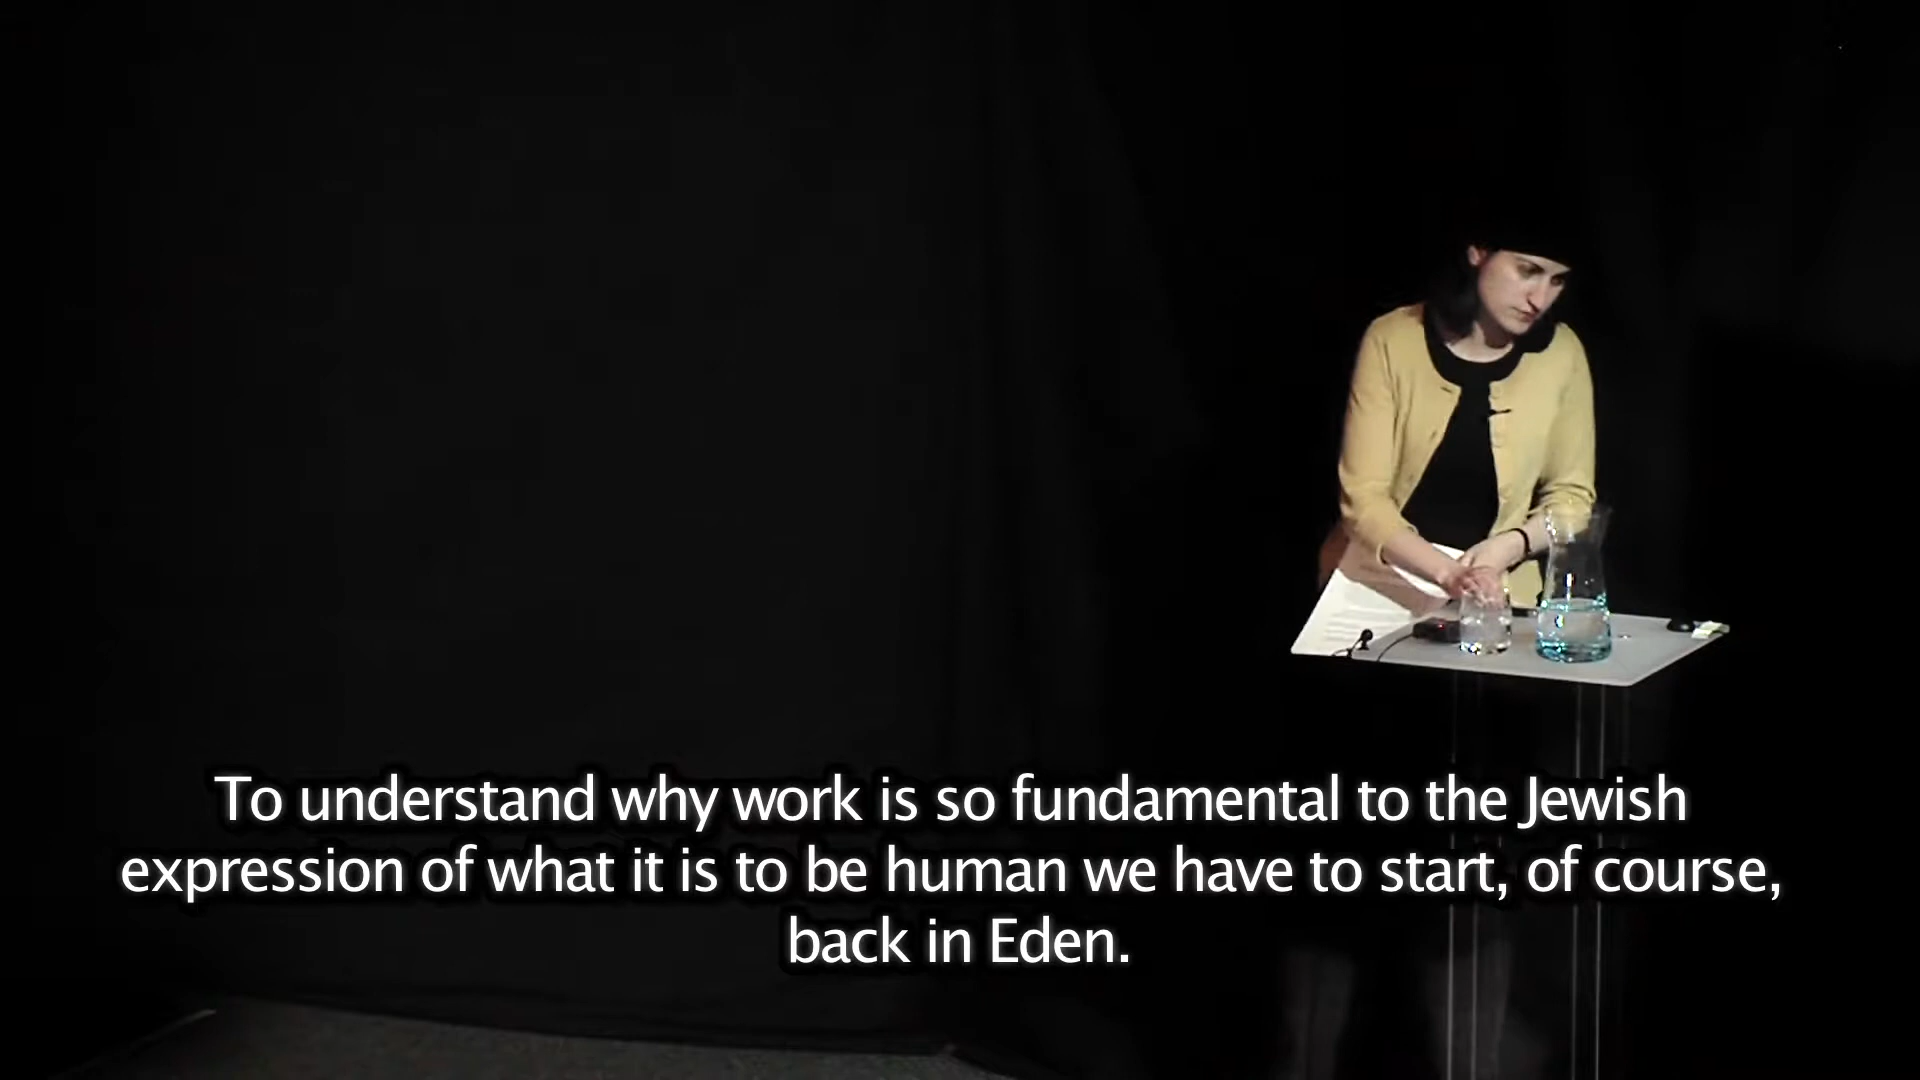 To understand why work is so fundamental to the Jewish
expression of what it is to be human we have to start, of course,
back in Eden.